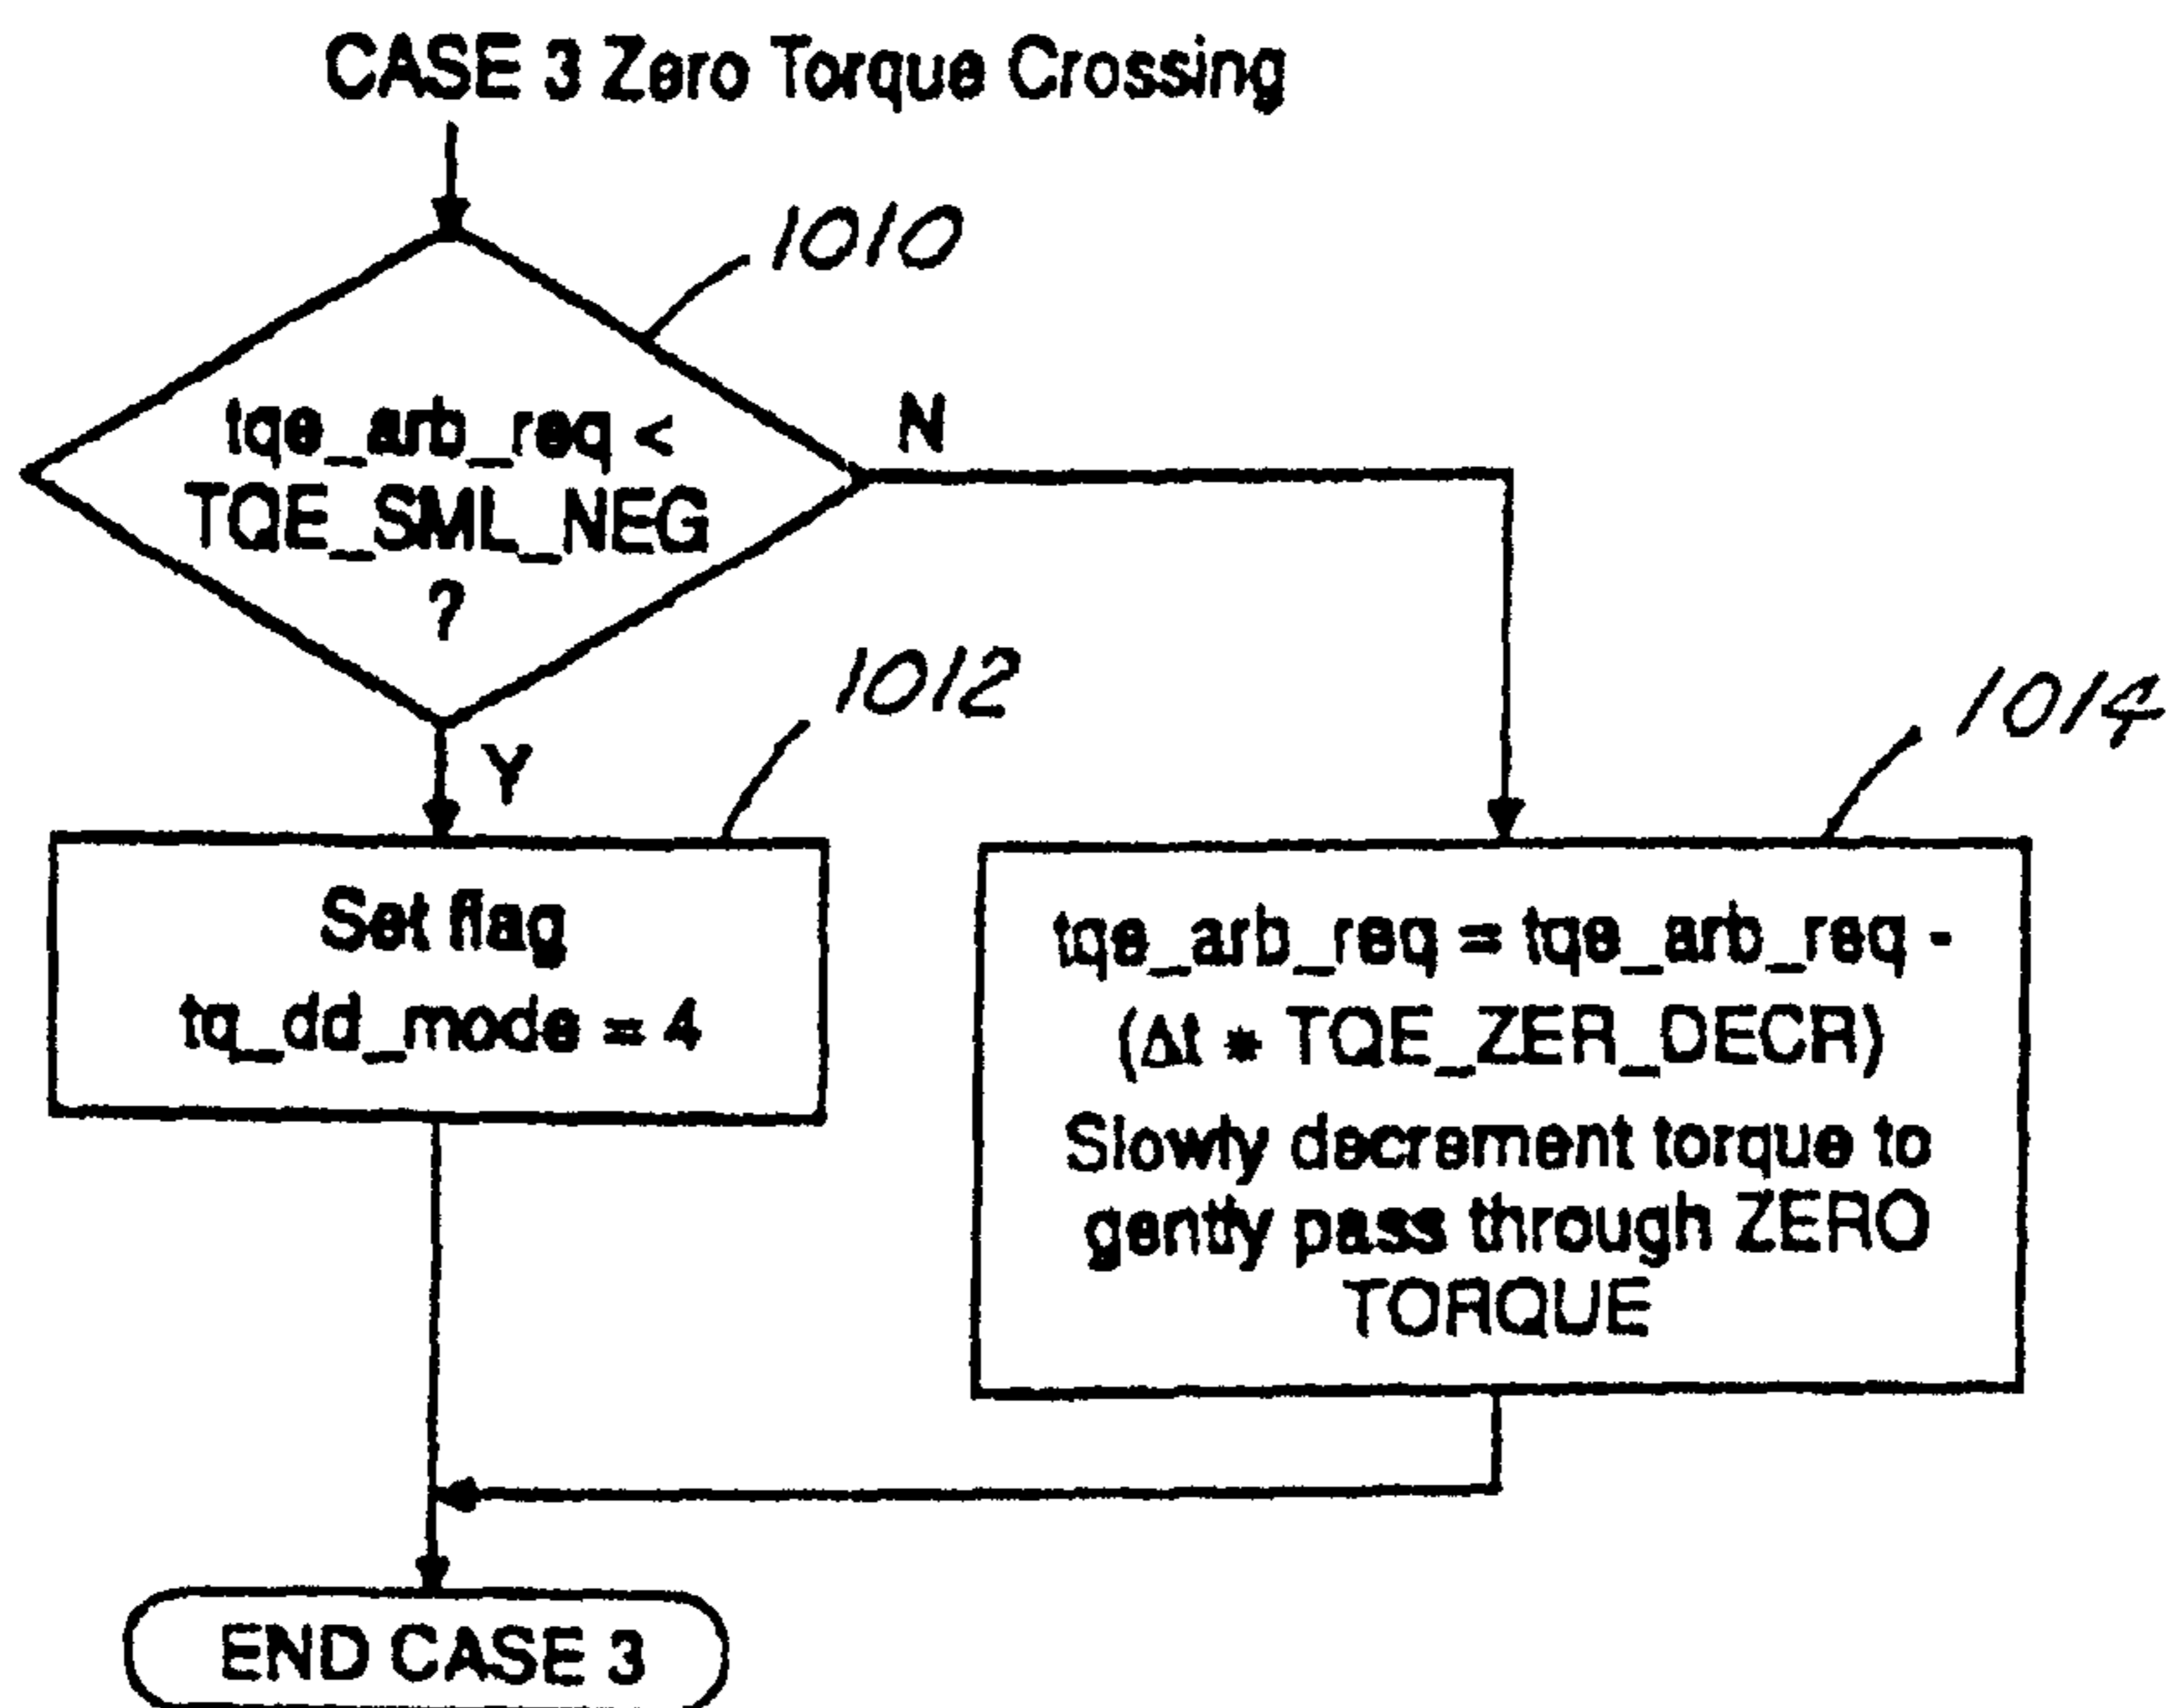 CASE 3 Zero Torque Crossing
1010
tqe_arb_req <
TQE_SML_NEG
?
N
Y
1012
Set flag
tq_dd_mode = 4
1014
tqe_arb_req = tqe_arb_req -
(Δt * TQE_ZER_DECR)
Slowly decrement torque to
gently pass through ZERO
TORQUE
END CASE 3